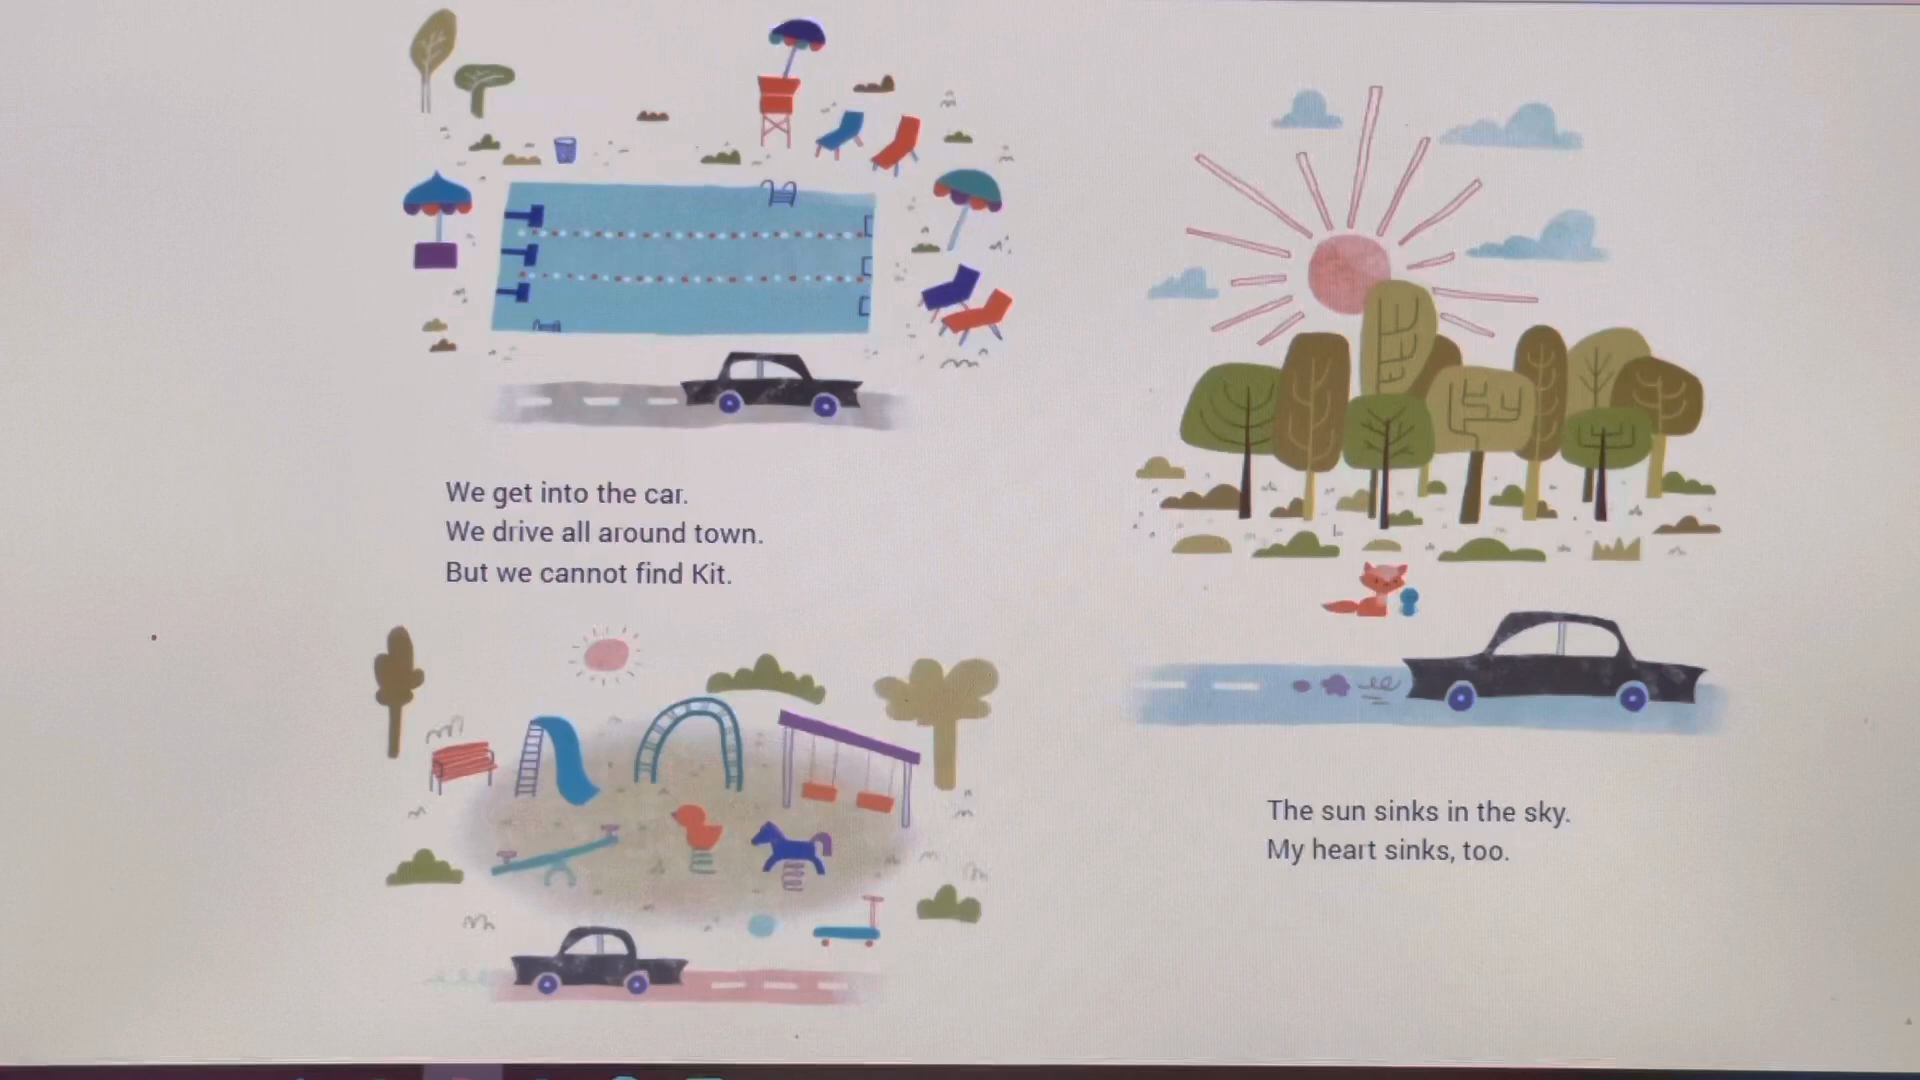 We get into the car.
We drive all around town.
But we cannot find Kit.
The sun sinks in the sky.
My heart sinks, too.